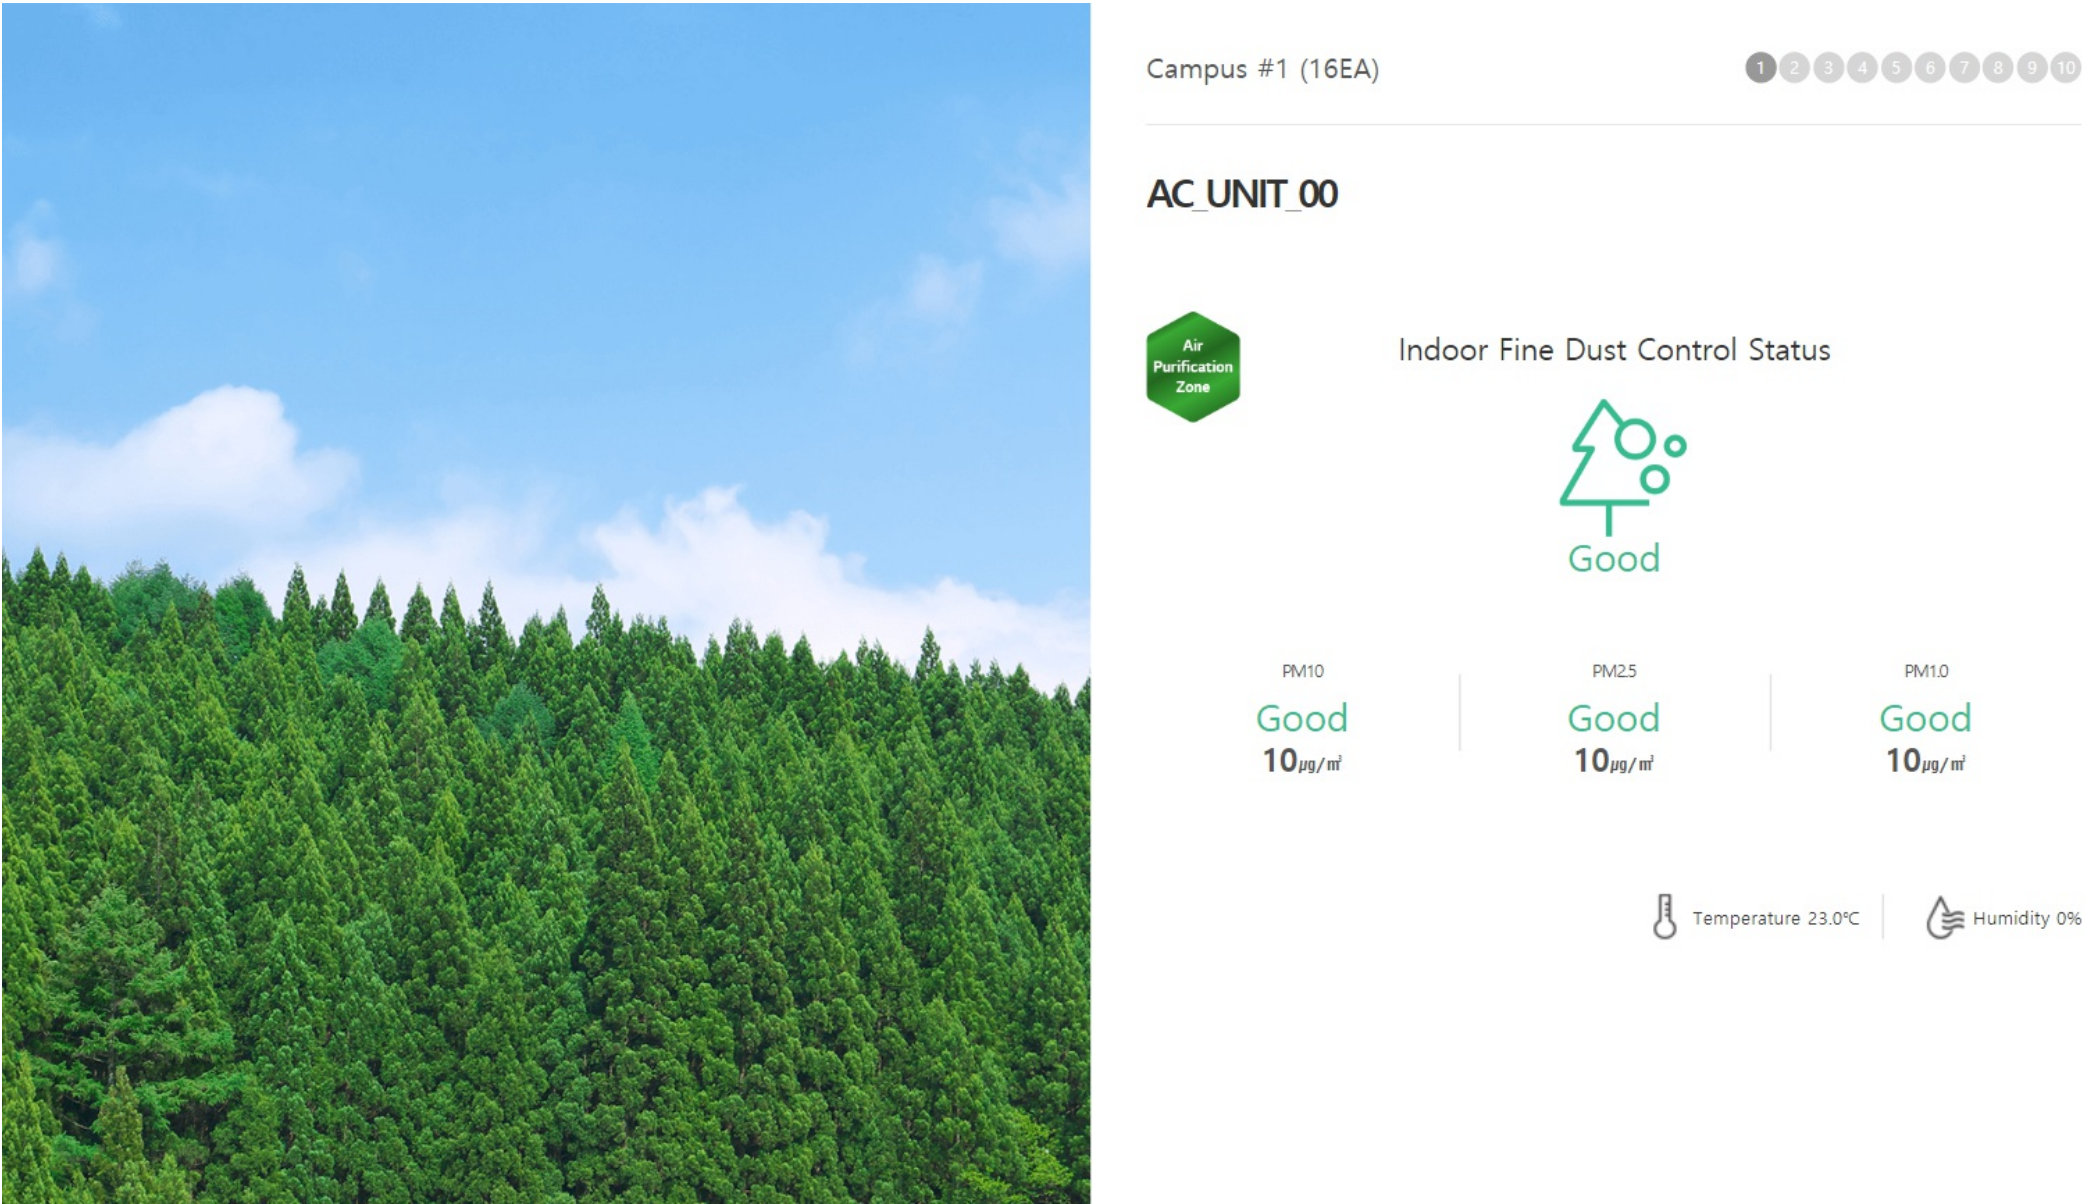 Campus #1 (16EA)
1 2 3 4 5 6 7 8 9 10
AC_UNIT_00
Air
Purification
Zone
Indoor Fine Dust Control Status
Good
PM10
Good
10㎍/㎥
PM2.5
Good
10㎍/㎥
PM1.0
Good
10㎍/㎥
Temperature 23.0℃
Humidity 0%